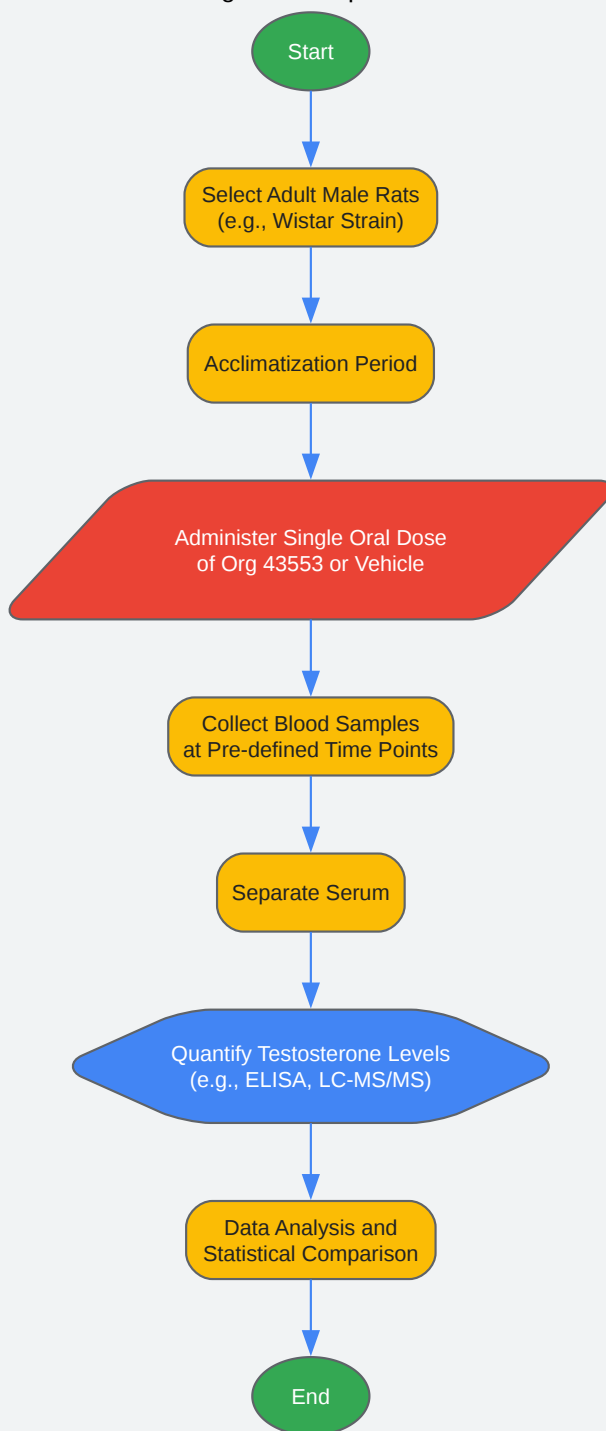 Start
Select Adult Male Rats
(e.g., Wistar Strain)
Acclimatization Period
Administer Single Oral Dose
of Org 43553 or Vehicle
Collect Blood Samples
at Pre-defined Time Points
Separate Serum
Quantify Testosterone Levels
(e.g., ELISA, LC-MS/MS)
Data Analysis and
Statistical Comparison
End